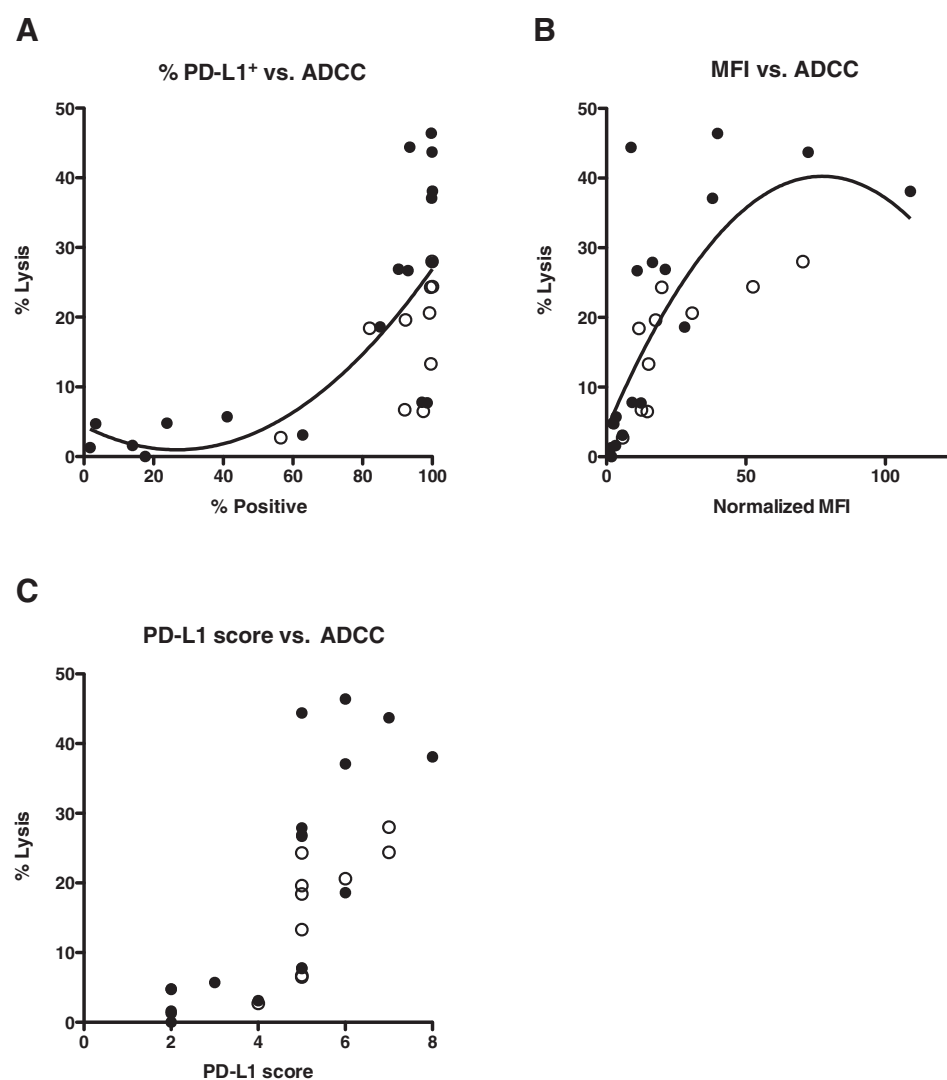 A
% PD-L1+ vs. ADCC
50
40
30
20
10
0
% Lysis
0 20 40 60 80 100
% Positive
B
MFI vs. ADCC
50
40
30
20
10
0
% Lysis
0 50 100
Normalized MFI
C
PD-L1 score vs. ADCC
50
40
30
20
10
0
% Lysis
0 2 4 6 8
PD-L1 score